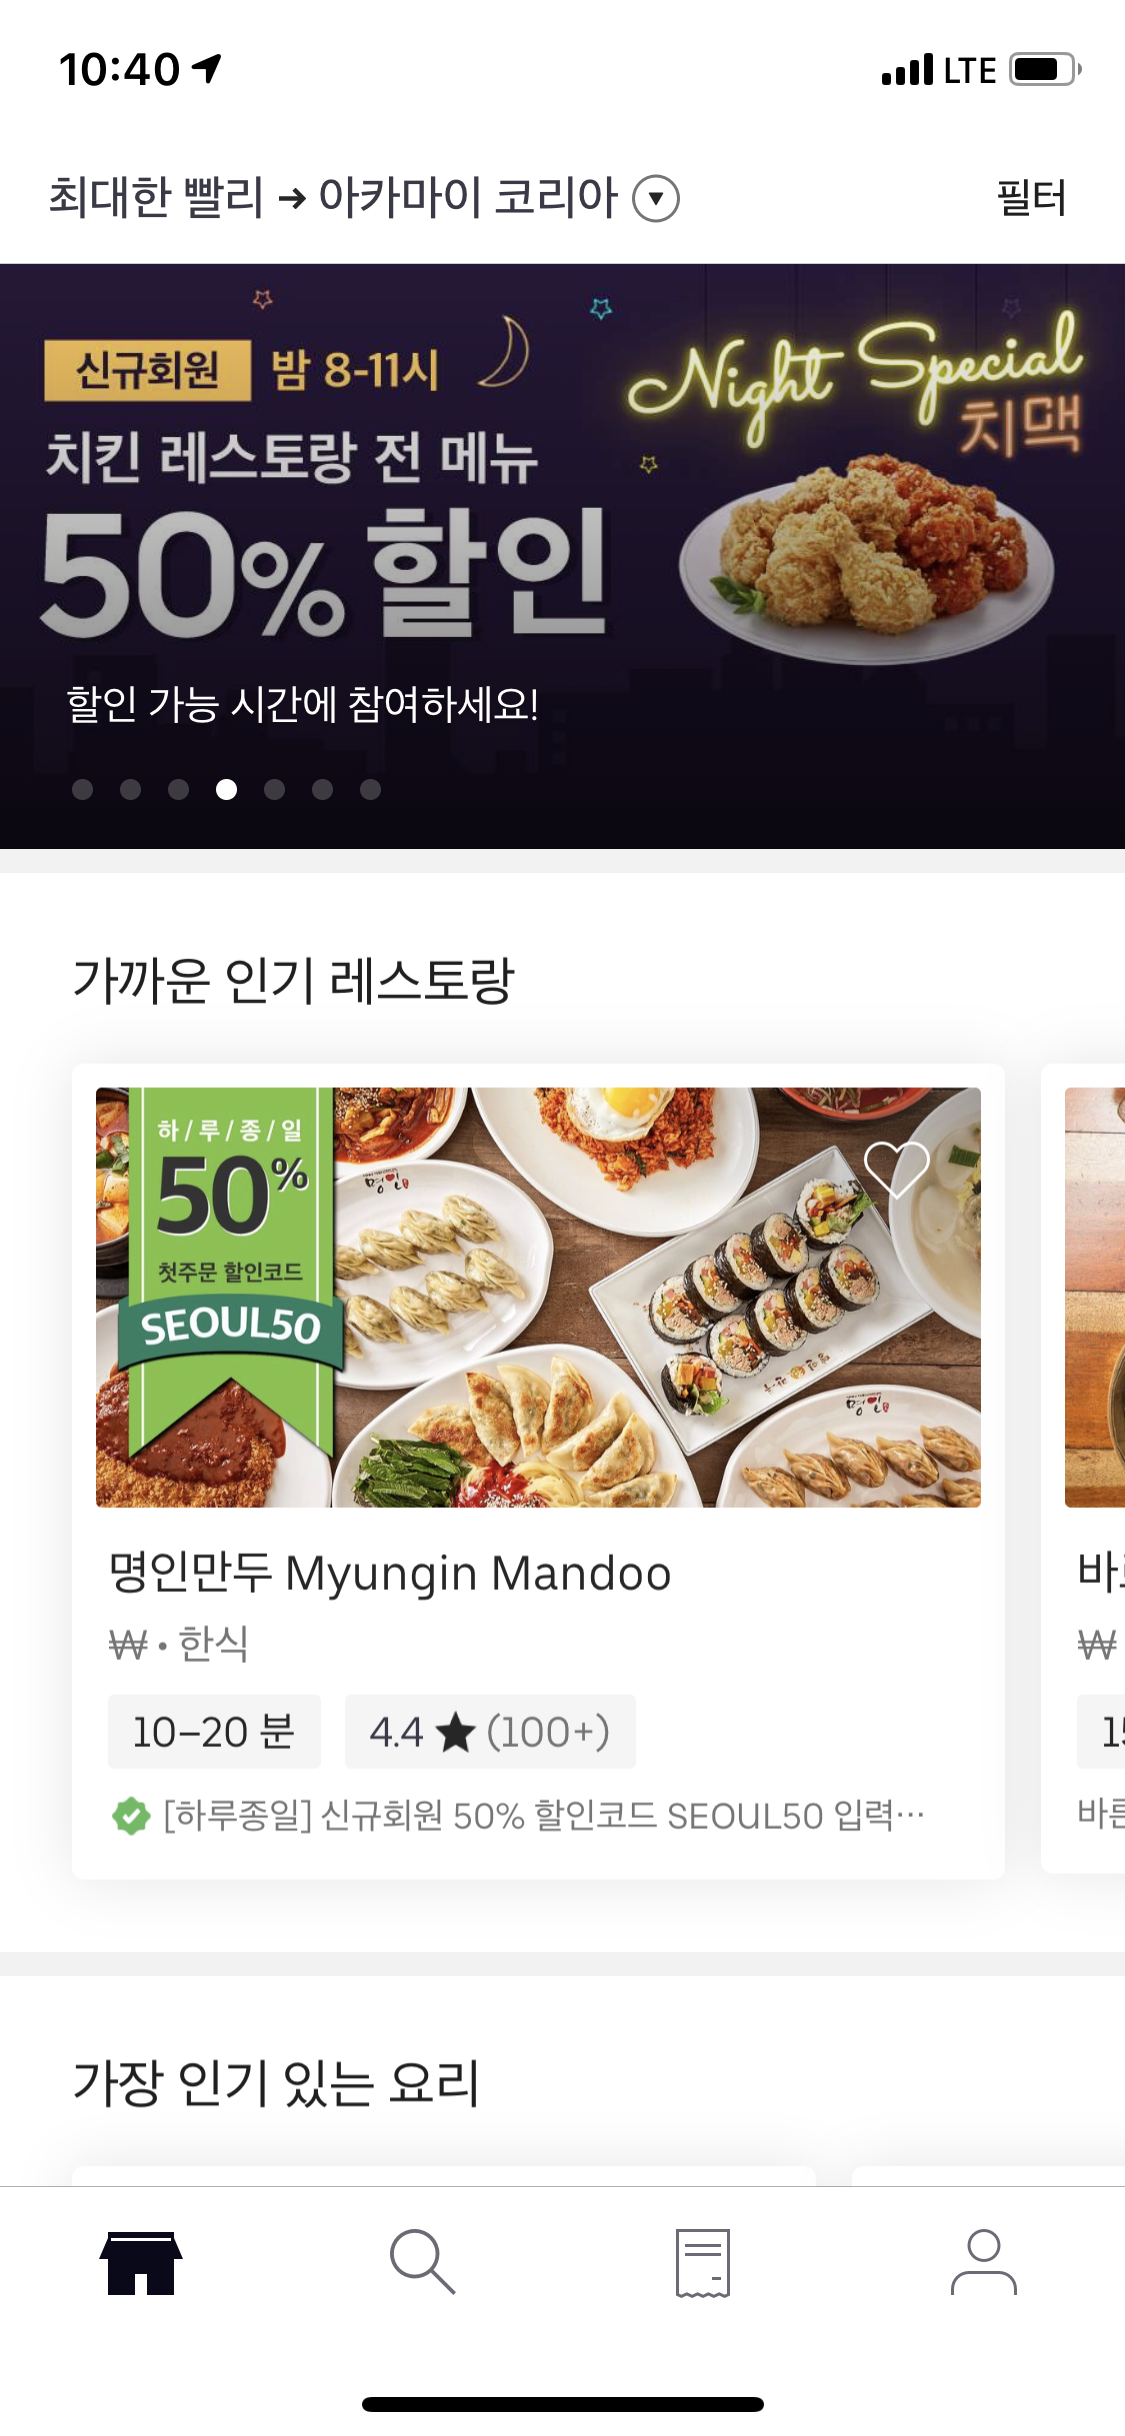 10:40
LTE
최대한 빨리 → 아카마이 코리아
필터
신규회원 밤 8-11시
치킨 레스토랑 전 메뉴
50% 할인
Night Special
치맥
할인 가능 시간에 참여하세요!
가까운 인기 레스토랑
하/루/종/일
50%
첫주문 할인코드
SEOUL50
명인
명인
명인만두 Myungin Mandoo
₩ • 한식
10–20 분
4.4 ★ (100+)
[하루종일] 신규회원 50% 할인코드 SEOUL50 입력…
₩
15
바른
가장 인기 있는 요리